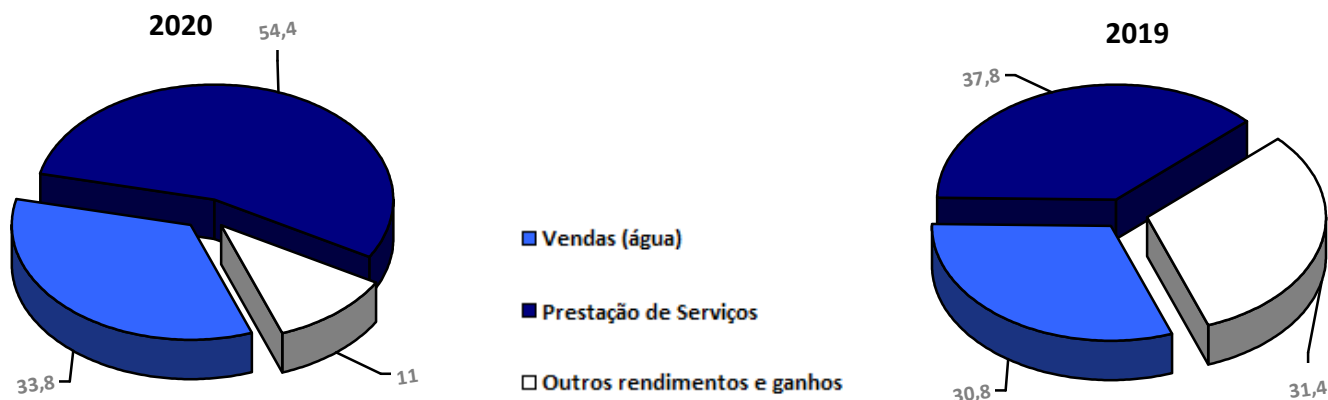 2020
54,4
33,8
11
Vendas (água)
Prestação de Serviços
Outros rendimentos e ganhos
2019
37,8
30,8
31,4